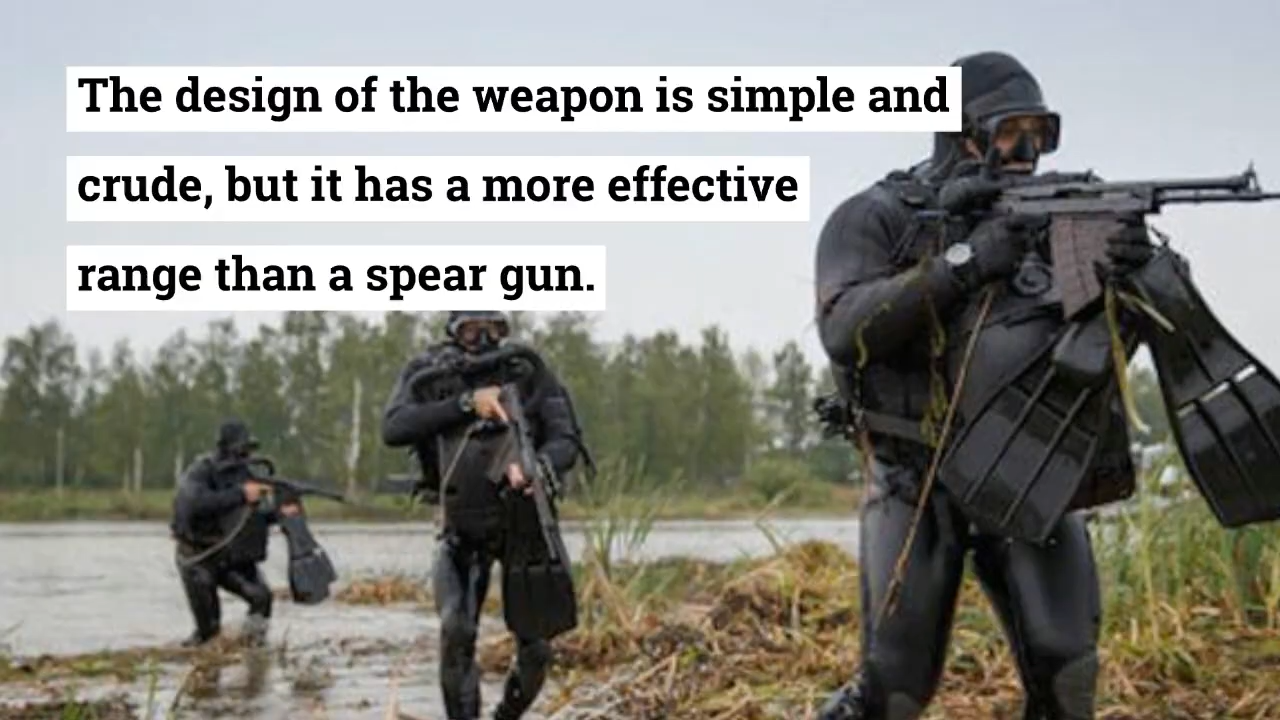 The design of the weapon is simple and
crude, but it has a more effective
range than a spear gun.